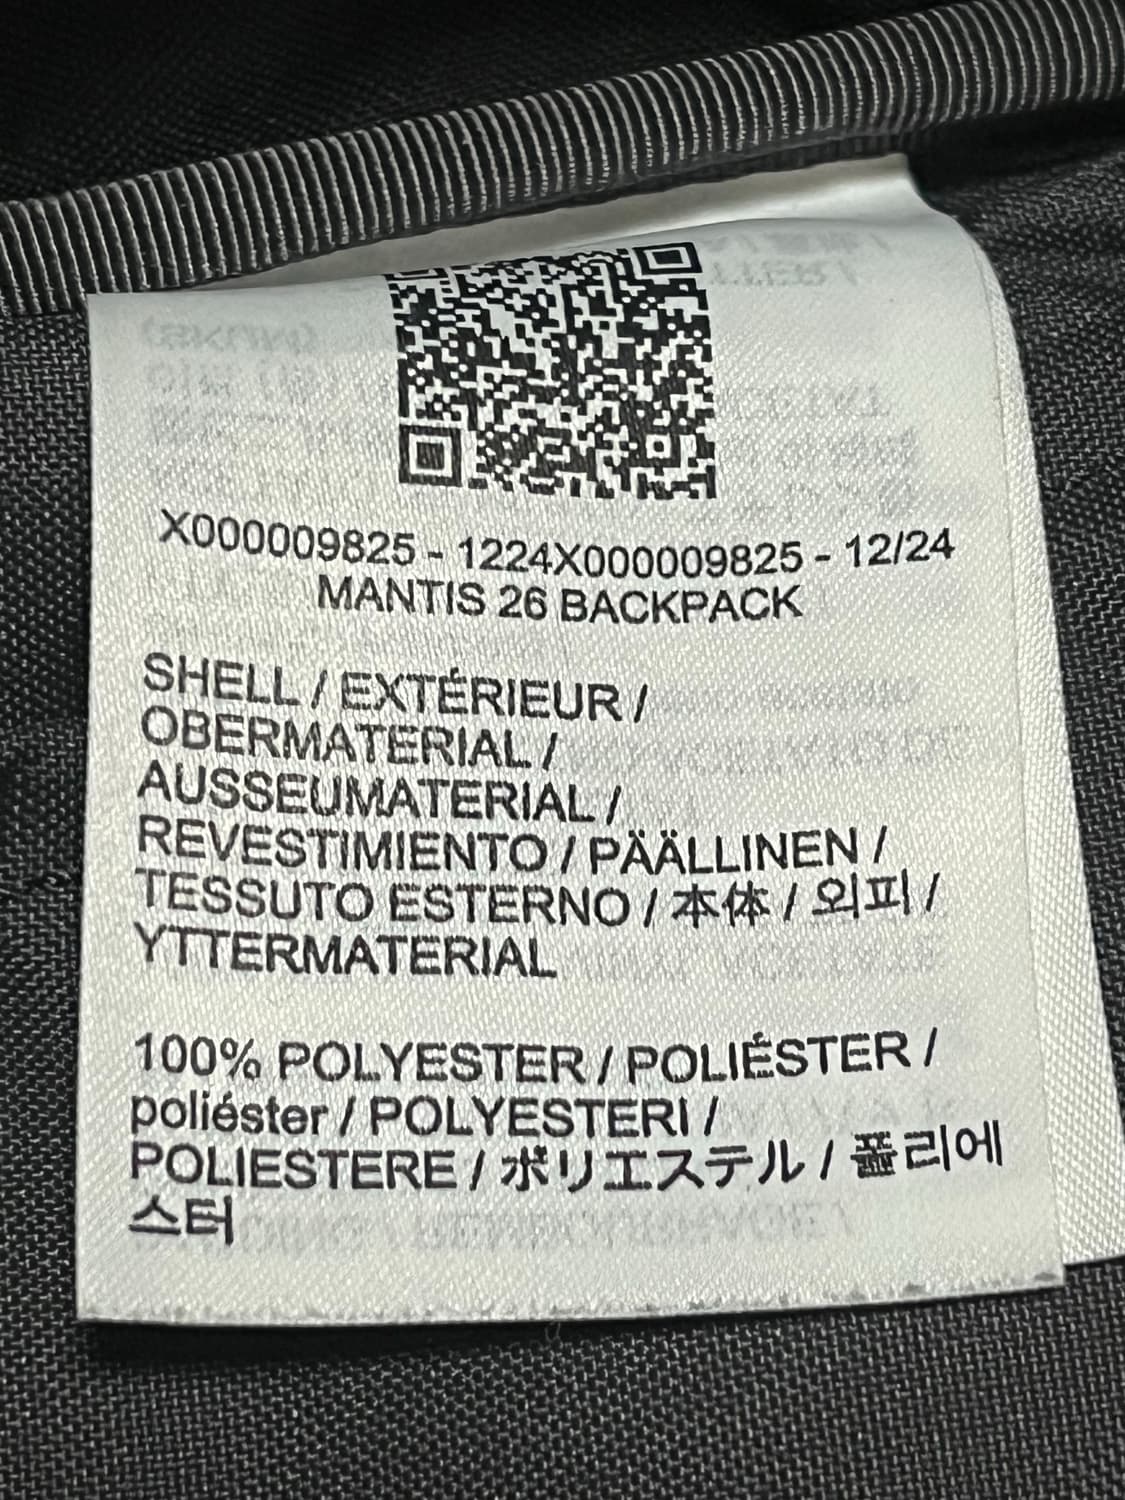 X000009825 - 1224X000009825 - 12/24
MANTIS 26 BACKPACK
SHELL / EXTÉRIEUR /
OBERMATERIAL /
AUSSEUMATERIAL /
REVESTIMIENTO / PÄÄLLINEN /
TESSUTO ESTERNO / 本体 / 외피 /
YTTERMATERIAL
100% POLYESTER / POLIÉSTER /
poliéster / POLYESTERI /
POLIESTERE / ポリエステル / 폴리에
스터